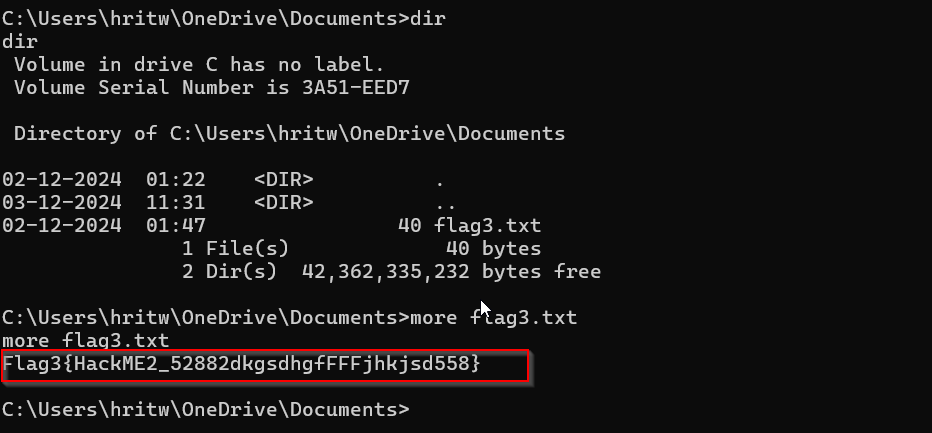 C:\Users\hritw\OneDrive\Documents>dir
dir
 Volume in drive C has no label.
 Volume Serial Number is 3A51-EED7

 Directory of C:\Users\hritw\OneDrive\Documents

02-12-2024  01:22    <DIR>          .
03-12-2024  11:31    <DIR>          ..
02-12-2024  01:47                40 flag3.txt
               1 File(s)             40 bytes
               2 Dir(s)  42,362,335,232 bytes free

C:\Users\hritw\OneDrive\Documents>more flag3.txt
more flag3.txt
Flag3{HackME2_52882dkgsdhgfFFFjhkjsd558}

C:\Users\hritw\OneDrive\Documents>